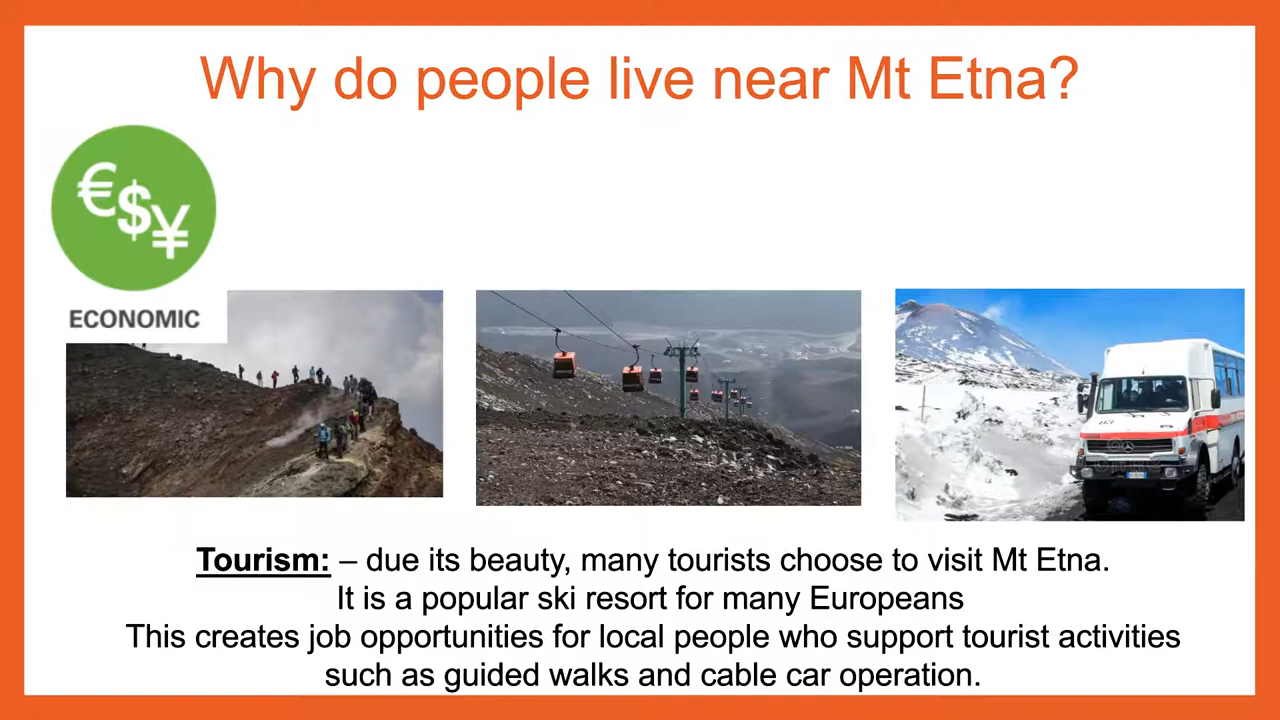 Why do people live near Mt Etna?
€$¥
ECONOMIC
Tourism: – due its beauty, many tourists choose to visit Mt Etna.
It is a popular ski resort for many Europeans
This creates job opportunities for local people who support tourist activities
such as guided walks and cable car operation.